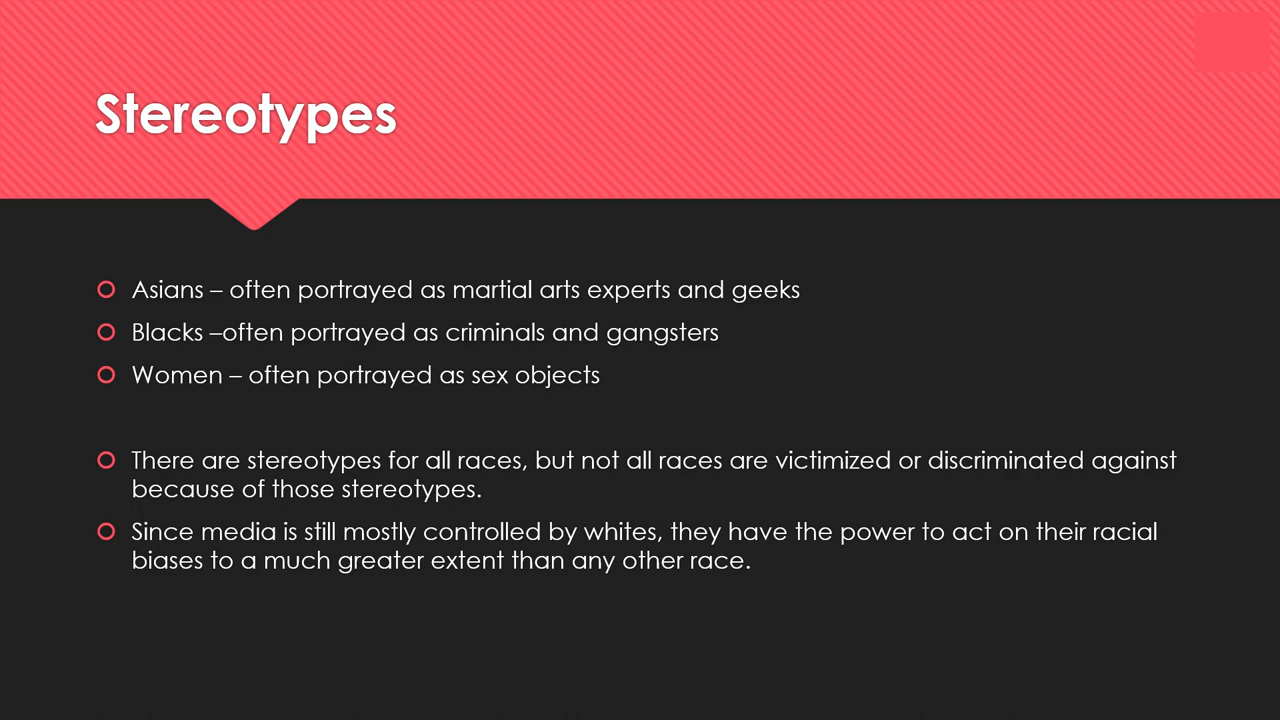 Stereotypes
Asians – often portrayed as martial arts experts and geeks
Blacks –often portrayed as criminals and gangsters
Women – often portrayed as sex objects
There are stereotypes for all races, but not all races are victimized or discriminated against
because of those stereotypes.
Since media is still mostly controlled by whites, they have the power to act on their racial
biases to a much greater extent than any other race.